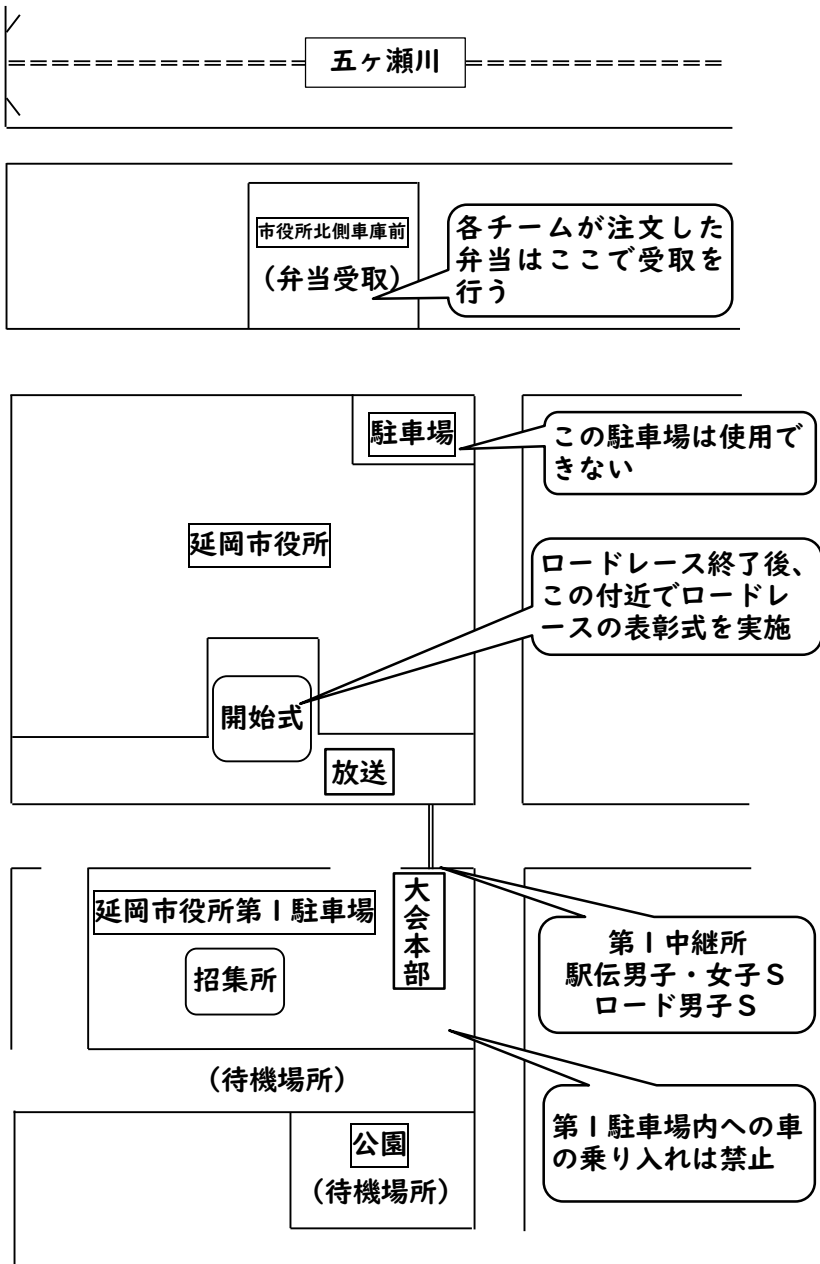 五ヶ瀬川
市役所北側車庫前
(弁当受取)
各チームが注文した
弁当はここで受取を
行う
駐車場
この駐車場は使用で
きない
延岡市役所
ロードレース終了後、
この付近でロードレ
ースの表彰式を実施
開始式
放送
延岡市役所第1駐車場
大会本部
招集所
第1中継所
駅伝男子・女子S
ロード男子S
(待機場所)
第1駐車場内への車
の乗り入れは禁止
公園
(待機場所)